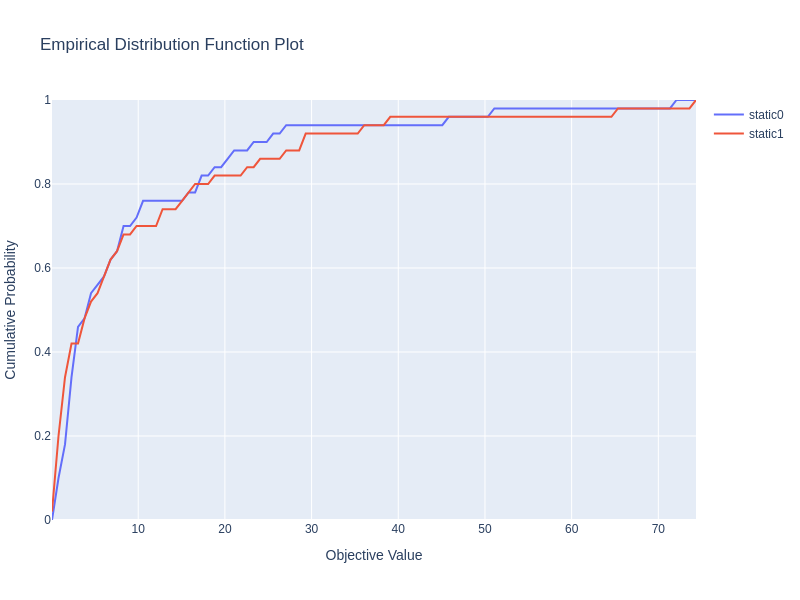 Empirical Distribution Function Plot
static0
static1
1
0.8
0.6
0.4
0.2
0
10 20 30 40 50 60 70
Cumulative Probability
Objective Value